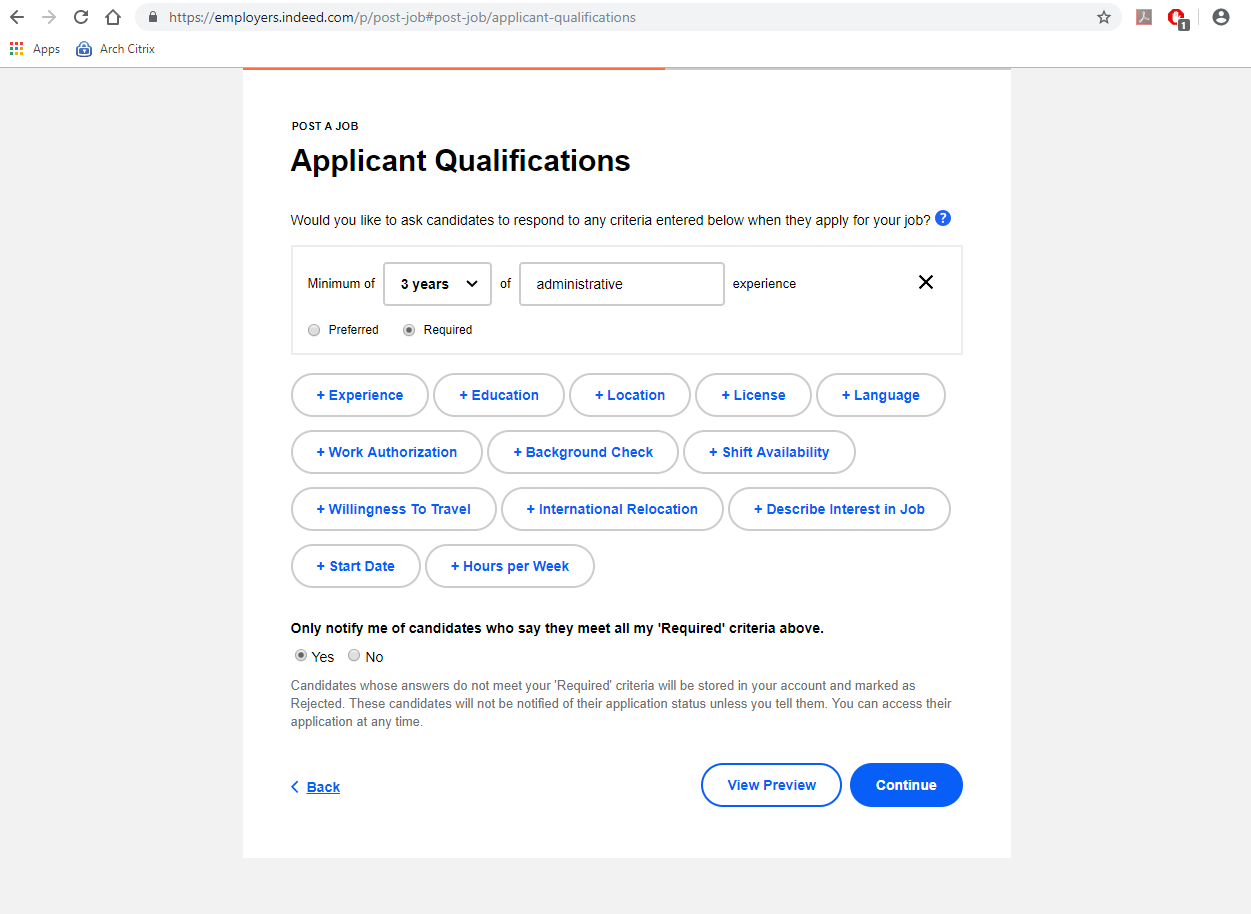 https://employers.indeed.com/p/post-job#post-job/applicant-qualifications
1
Apps Arch Citrix
POST A JOB
Applicant Qualifications
Would you like to ask candidates to respond to any criteria entered below when they apply for your job? ?
Minimum of 3 years of administrative experience
Preferred Required
+ Experience + Education + Location + License + Language
+ Work Authorization + Background Check + Shift Availability
+ Willingness To Travel + International Relocation + Describe Interest in Job
+ Start Date + Hours per Week
Only notify me of candidates who say they meet all my 'Required' criteria above.
Yes No
Candidates whose answers do not meet your 'Required' criteria will be stored in your account and marked as
Rejected. These candidates will not be notified of their application status unless you tell them. You can access their
application at any time.
Back View Preview Continue